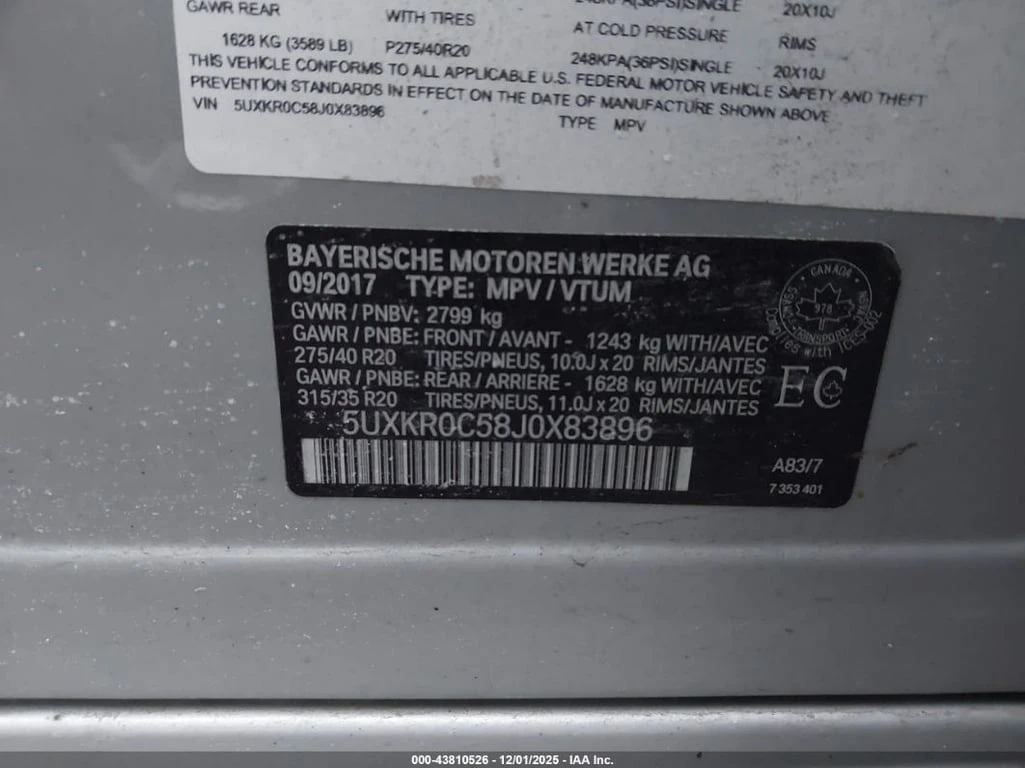 GAWR REAR WITH TIRES 248KPA(36PSI)SINGLE 20X10J
AT COLD PRESSURE RIMS
1628 KG (3589 LB) P275/40R20 248KPA(36PSI)SINGLE 20X10J
THIS VEHICLE CONFORMS TO ALL APPLICABLE U.S. FEDERAL MOTOR VEHICLE SAFETY AND THEFT
PREVENTION STANDARDS IN EFFECT ON THE DATE OF MANUFACTURE SHOWN ABOVE
VIN 5UXKR0C58J0X83896 TYPE MPV
BAYERISCHE MOTOREN WERKE AG
09/2017 TYPE: MPV / VTUM
GVWR / PNBV: 2799 kg
GAWR / PNBE: FRONT / AVANT - 1243 kg WITH/AVEC
275/40 R20 TIRES/PNEUS, 10.0J x 20 RIMS/JANTES
GAWR / PNBE: REAR / ARRIERE - 1628 kg WITH/AVEC
315/35 R20 TIRES/PNEUS, 11.0J x 20 RIMS/JANTES
5UXKR0C58J0X83896
CANADA
978
TRANSPORT
EC
A83/7
7 353 401
000-43810526 - 12/01/2025 - IAA Inc.